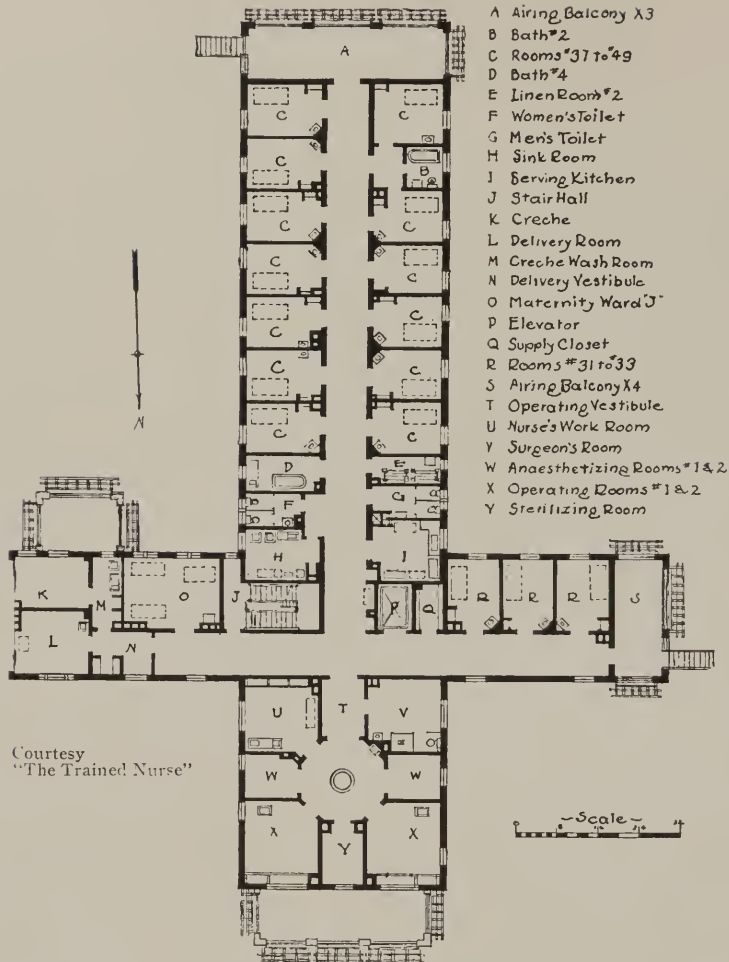 A Airing Balcony X3
B Bath #2
C Rooms #37 to #49
D Bath #4
E Linen Room #2
F Women's Toilet
G Men's Toilet
H Sink Room
I Serving Kitchen
J Stair Hall
K Creche
L Delivery Room
M Creche Wash Room
N Delivery Vestibule
O Maternity Ward "J"
P Elevator
Q Supply Closet
R Rooms #31 to #33
S Airing Balcony X4
T Operating Vestibule
U Nurse's Work Room
V Surgeon's Room
W Anaesthetizing Rooms #1 & 2
X Operating Rooms #1 & 2
Y Sterilizing Room
A
C C
C B
C C
C C
C C
C C
C C
D E
F G
H I
N
K M O J P Q R R R S
L N
U T V
W W
X Y X
Courtesy
"The Trained Nurse"
-Scale-